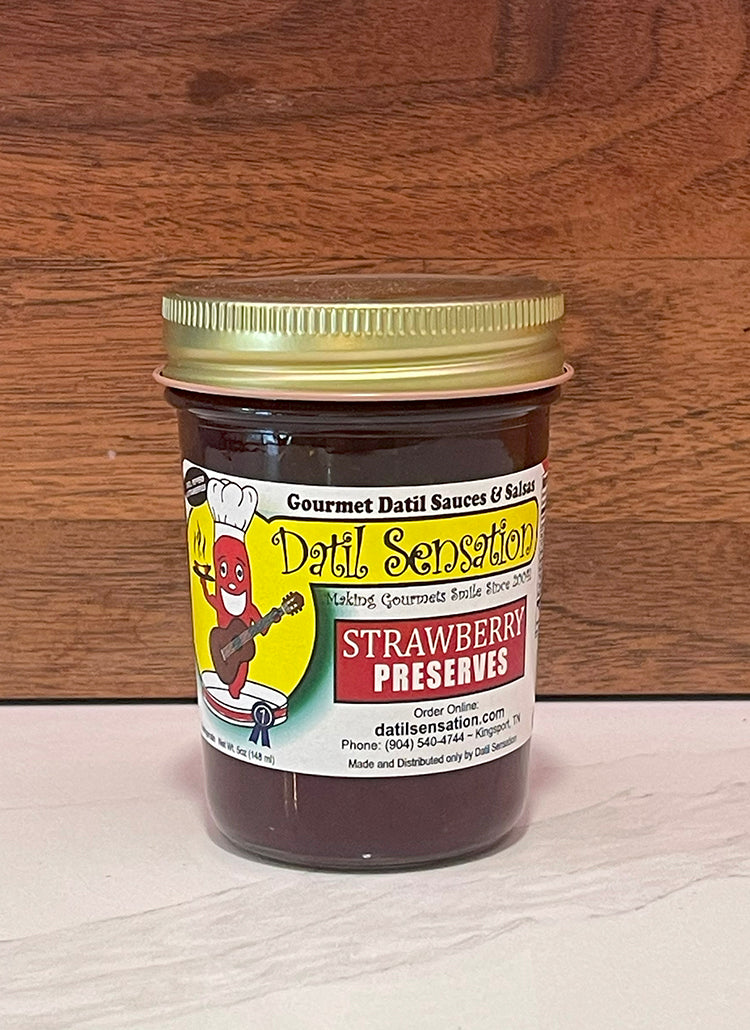 Gourmet Datil Sauces & Salsas
Datil Sensation
Making Gourmets Smile Since
STRAWBERRY
PRESERVES
Order Online:
datilsensation.com
Phone: (904) 540-4744 ~ Kingsport, TN
Made and Distributed only by Datil Sensation
Net Wt. 5oz (148 ml)
1